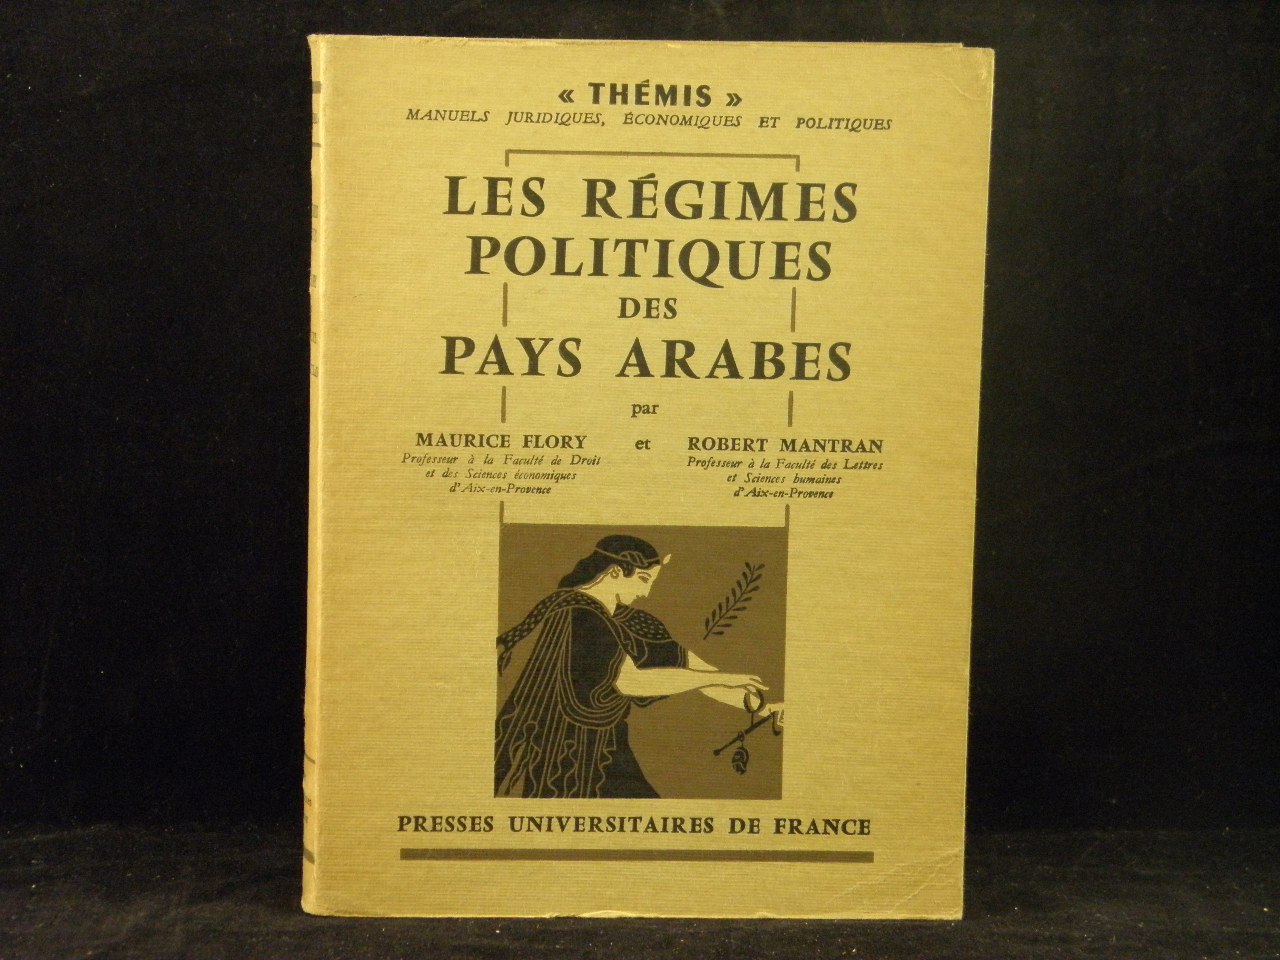 « THÉMIS »
MANUELS JURIDIQUES, ÉCONOMIQUES ET POLITIQUES
LES RÉGIMES
POLITIQUES
DES
PAYS ARABES
par
MAURICE FLORY et ROBERT MANTRAN
Professeur à la Faculté de Droit
et des Sciences économiques
d'Aix-en-Provence
Professeur à la Faculté des Lettres
et Sciences humaines
d'Aix-en-Provence
PRESSES UNIVERSITAIRES DE FRANCE